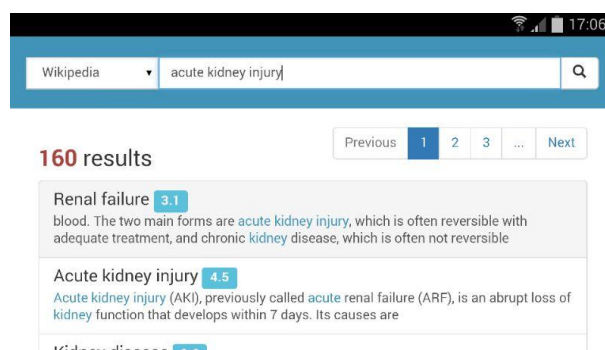 17:06
Wikipedia
acute kidney injury
160 results
Previous 1 2 3 ... Next
Renal failure 3.1
blood. The two main forms are acute kidney injury, which is often reversible with
adequate treatment, and chronic kidney disease, which is often not reversible
Acute kidney injury 4.5
Acute kidney injury (AKI), previously called acute renal failure (ARF), is an abrupt loss of
kidney function that develops within 7 days. Its causes are
Kidney disease